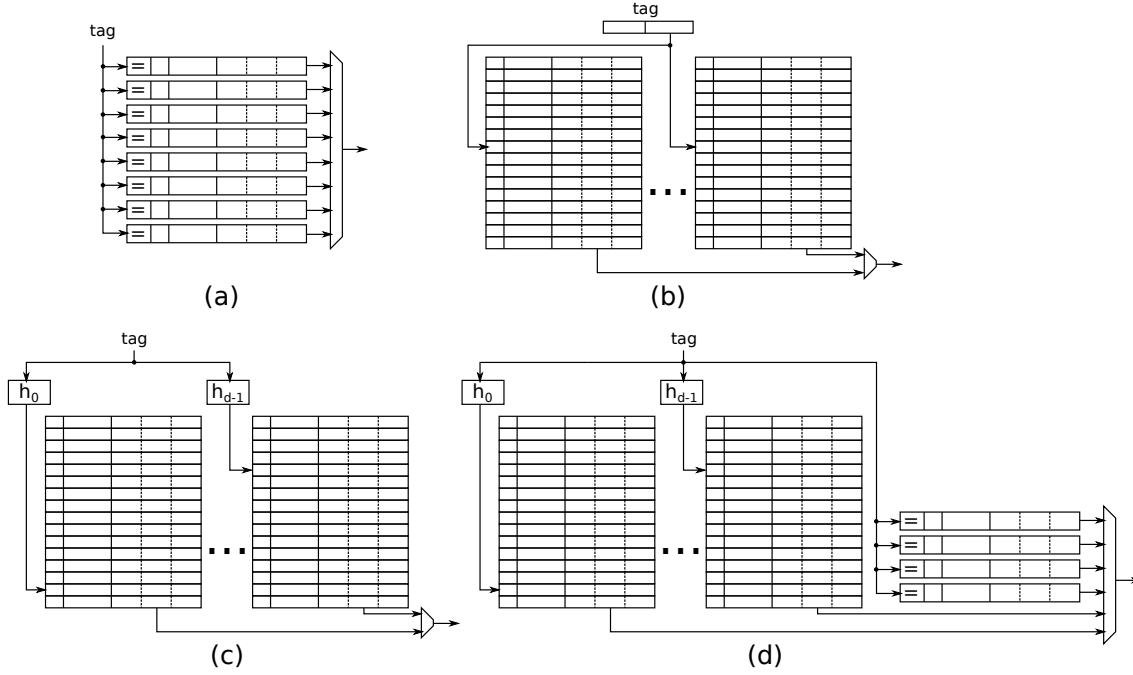 tag
= 
=
=
=
=
=
=
=
(a)
tag
...
(b)
tag
h0
hd-1
...
(c)
tag
h0
hd-1
...
=
=
=
=
(d)